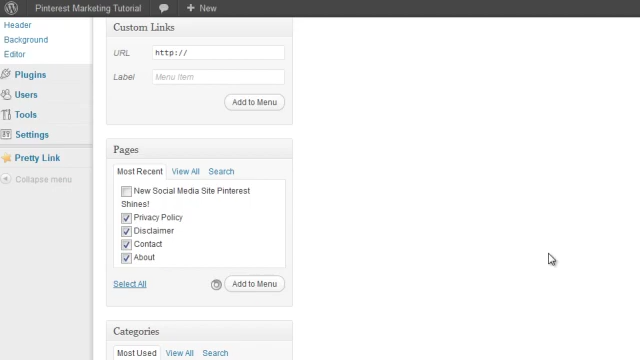 Pinterest Marketing Tutorial
+ New
Header
Background
Editor
Plugins
Users
Tools
Settings
Pretty Link
Collapse menu
Custom Links
URL
http://
Label
Menu Item
Add to Menu
Pages
Most Recent
View All
Search
New Social Media Site Pinterest
Shines!
Privacy Policy
Disclaimer
Contact
About
Select All
Add to Menu
Categories
Most Used
View All
Search